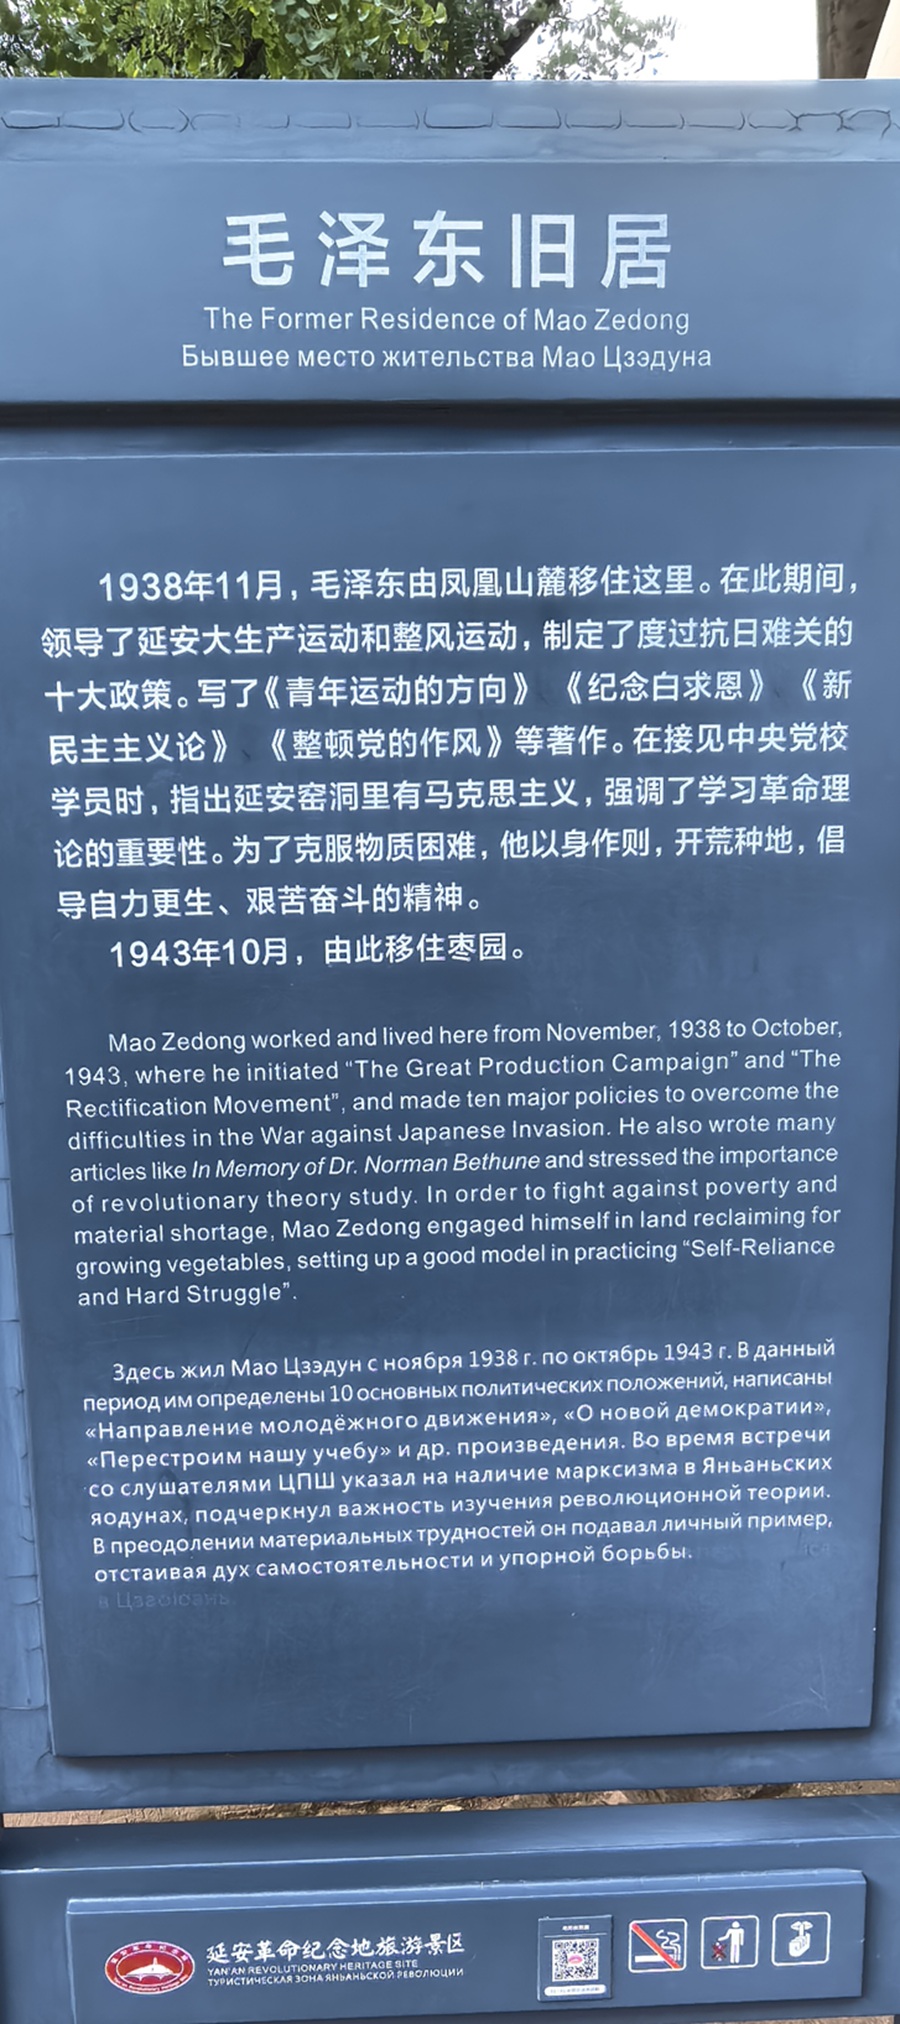 毛泽东旧居
The Former Residence of Mao Zedong
Бывшее место жительства Мао Цзэдуна
1938年11月，毛泽东由凤凰山麓移住这里。在此期间，
领导了延安大生产运动和整风运动，制定了度过抗日难关的
十大政策。写了《青年运动的方向》 《纪念白求恩》 《新
民主主义论》 《整顿党的作风》等著作。在接见中央党校
学员时，指出延安窑洞里有马克思主义，强调了学习革命理
论的重要性。为了克服物质困难，他以身作则，开荒种地，倡
导自力更生、艰苦奋斗的精神。
1943年10月，由此移住枣园。
Mao Zedong worked and lived here from November, 1938 to October,
1943, where he initiated “The Great Production Campaign” and “The
Rectification Movement”, and made ten major policies to overcome the
difficulties in the War against Japanese Invasion. He also wrote many
articles like In Memory of Dr. Norman Bethune and stressed the importance
of revolutionary theory study. In order to fight against poverty and
material shortage, Mao Zedong engaged himself in land reclaiming for
growing vegetables, setting up a good model in practicing “Self-Reliance
and Hard Struggle”.
Здесь жил Мао Цзэдун с ноября 1938 г. по октябрь 1943 г. В данный
период им определены 10 основных политических положений, написаны
«Направление молодёжного движения», «О новой демократии»,
«Перестроим нашу учебу» и др. произведения. Во время встречи
со слушателями ЦПШ указал на наличие марксизма в Яньаньских
яодунах, подчеркнул важность изучения революционной теории.
В преодолении материальных трудностей он подавал личный пример,
отстаивая дух самостоятельности и упорной борьбы.
延安革命纪念地旅游景区
YAN'AN REVOLUTIONARY HERITAGE SITE
ТУРИСТИЧЕСКАЯ ЗОНА ЯНЬАНЬСКОЙ РЕВОЛЮЦИИ